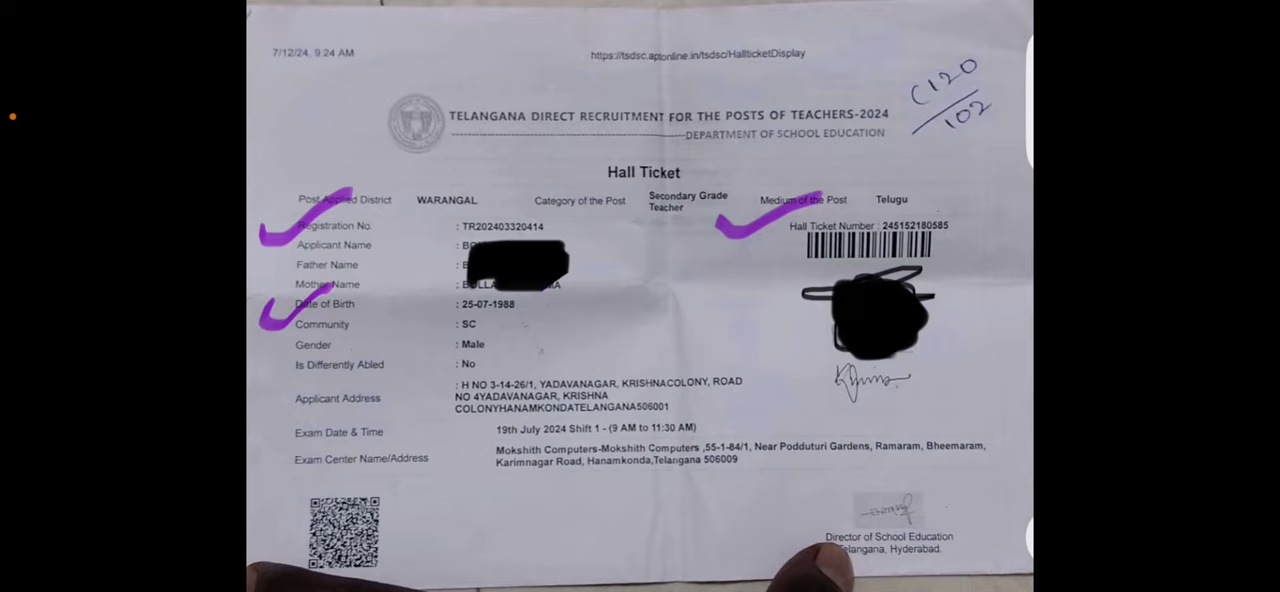 7/12/24, 9:24 AM https://tsdsc.aptonline.in/tsdsc/HallticketDisplay
C120
102
TELANGANA DIRECT RECRUITMENT FOR THE POSTS OF TEACHERS-2024
DEPARTMENT OF SCHOOL EDUCATION
Hall Ticket
Post Applied District WARANGAL Category of the Post Secondary Grade Teacher Medium of the Post Telugu
Registration No. : TR202403320414 Hall Ticket Number : 245152180585
Applicant Name :
Father Name :
Mother Name :
Date of Birth : 25-07-1988
Community : SC
Gender : Male
Is Differently Abled : No
Applicant Address : H NO 3-14-26/1, YADAVANAGAR, KRISHNACOLONY, ROAD
NO 4YADAVANAGAR, KRISHNA
COLONYHANAMKONDATELANGANA506001
Exam Date & Time 19th July 2024 Shift 1 - (9 AM to 11:30 AM)
Exam Center Name/Address Mokshith Computers-Mokshith Computers ,55-1-84/1, Near Podduturi Gardens, Ramaram, Bheemaram,
Karimnagar Road, Hanamkonda,Telangana 506009
Director of School Education
Telangana, Hyderabad.